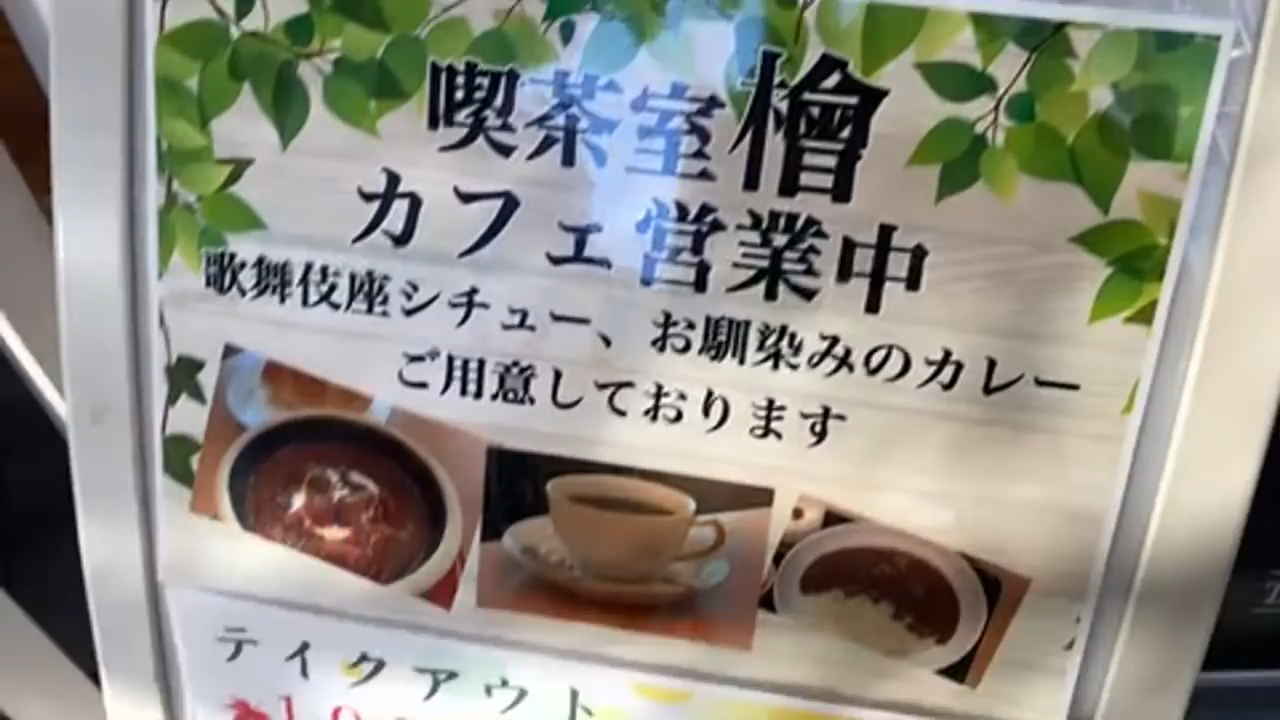 喫茶室檜
カフェ営業中
歌舞伎座シチュー、お馴染みのカレー
ご用意しております
テイクアウト